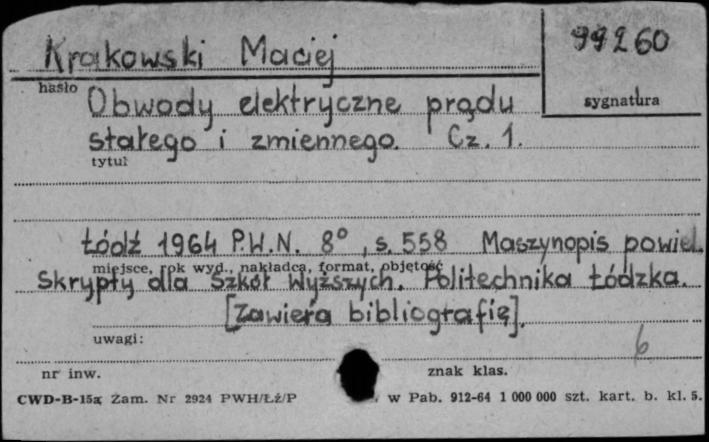 Krakowski Maciej
99260
hasło
sygnatura
Obwody elektryczne prądu
stałego i zmiennego. Cz. 1.
tytuł
Łódź 1964 P.W.N. 8°, s. 558 Maszynopis powiel.
miejsce, rok wyd., nakładca, format, objętość
Skrypty dla Szkół Wyższych. Politechnika Łódzka.
[Zawiera bibliografię].
uwagi:
6
nr inw.
znak klas.
CWD-B-15a; Zam. Nr 2924 PWH/Łź/P
w Pab. 912-64 1 000 000 szt. kart. b. kl. 5.